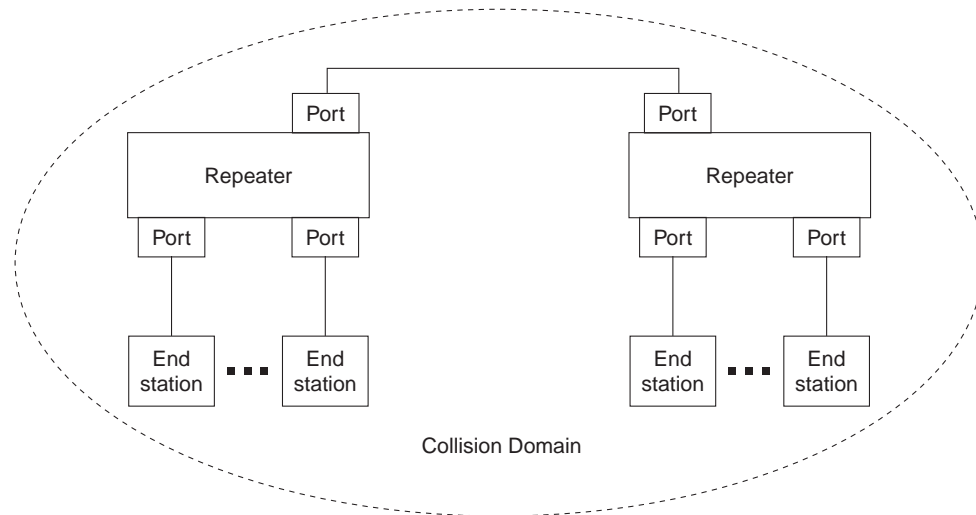 Port
Port
Repeater
Repeater
Port
Port
Port
Port
End
station
End
station
End
station
End
station
Collision Domain